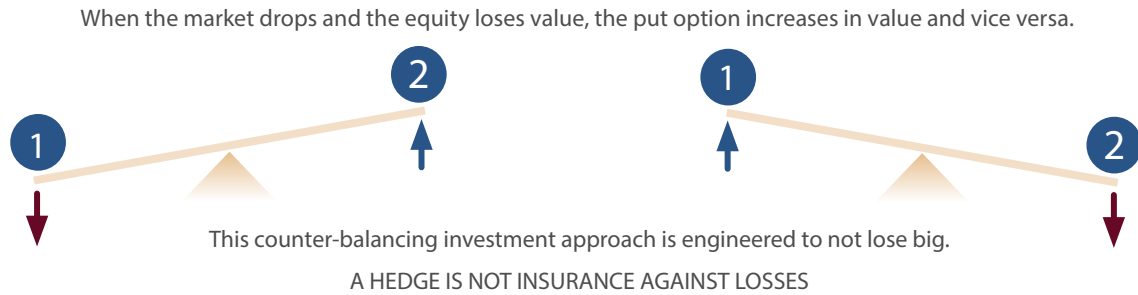 When the market drops and the equity loses value, the put option increases in value and vice versa.
1
2
1
2
This counter-balancing investment approach is engineered to not lose big.
A HEDGE IS NOT INSURANCE AGAINST LOSSES